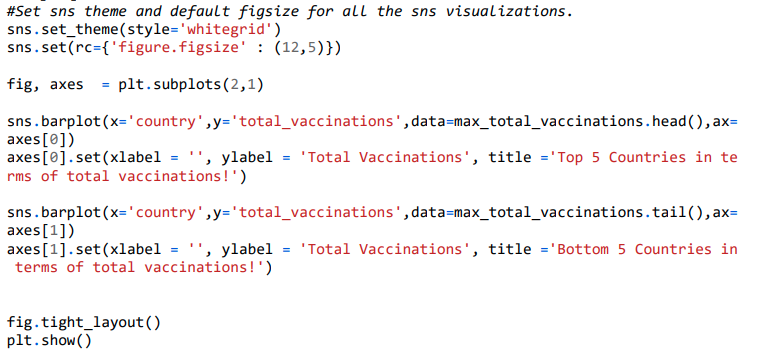 #Set sns theme and default figsize for all the sns visualizations.
sns.set_theme(style='whitegrid')
sns.set(rc={'figure.figsize' : (12,5)})
fig, axes  = plt.subplots(2,1)
sns.barplot(x='country',y='total_vaccinations',data=max_total_vaccinations.head(),ax=
axes[0])
axes[0].set(xlabel = '', ylabel = 'Total Vaccinations', title ='Top 5 Countries in te
rms of total vaccinations!')
sns.barplot(x='country',y='total_vaccinations',data=max_total_vaccinations.tail(),ax=
axes[1])
axes[1].set(xlabel = '', ylabel = 'Total Vaccinations', title ='Bottom 5 Countries in
 terms of total vaccinations!')
fig.tight_layout()
plt.show()